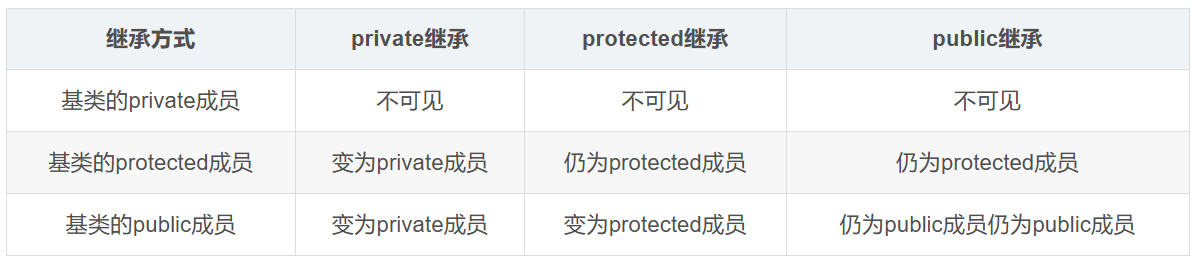 继承方式 private继承 protected继承 public继承
基类的private成员 不可见 不可见 不可见
基类的protected成员 变为private成员 仍为protected成员 仍为protected成员
基类的public成员 变为private成员 变为protected成员 仍为public成员仍为public成员